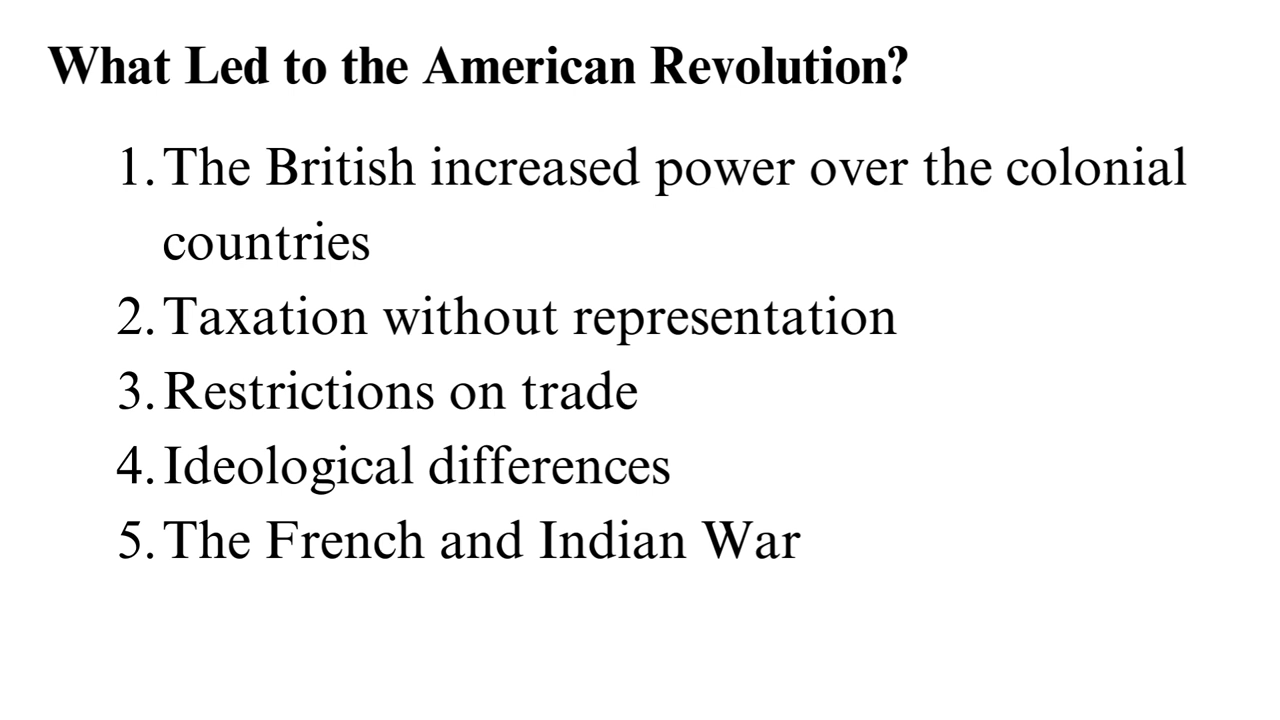 What Led to the American Revolution?
1. The British increased power over the colonial
countries
2. Taxation without representation
3. Restrictions on trade
4. Ideological differences
5. The French and Indian War